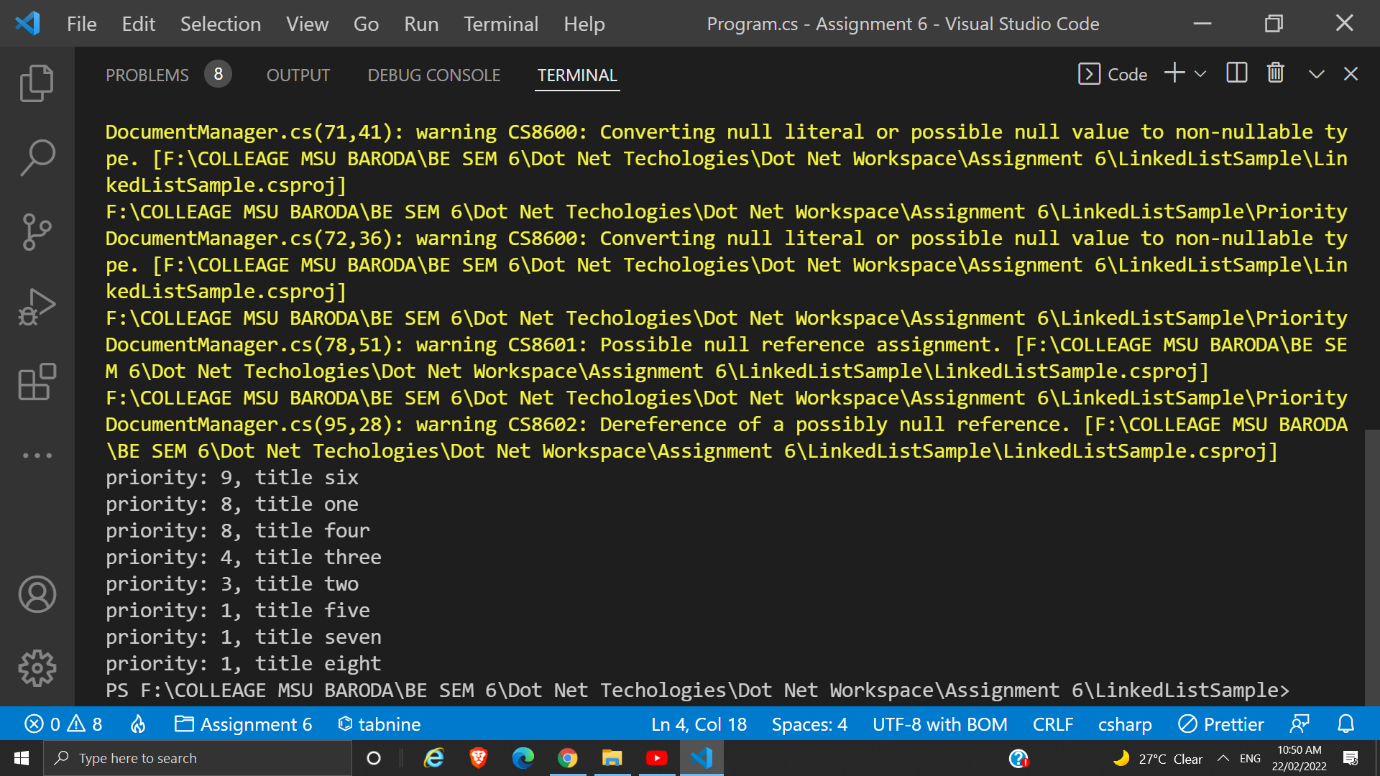 File Edit Selection View Go Run Terminal Help Program.cs - Assignment 6 - Visual Studio Code
PROBLEMS 8 OUTPUT DEBUG CONSOLE TERMINAL Code
DocumentManager.cs(71,41): warning CS8600: Converting null literal or possible null value to non-nullable ty
pe. [F:\COLLEAGE MSU BARODA\BE SEM 6\Dot Net Techologies\Dot Net Workspace\Assignment 6\LinkedListSample\Lin
kedListSample.csproj]
F:\COLLEAGE MSU BARODA\BE SEM 6\Dot Net Techologies\Dot Net Workspace\Assignment 6\LinkedListSample\Priority
DocumentManager.cs(72,36): warning CS8600: Converting null literal or possible null value to non-nullable ty
pe. [F:\COLLEAGE MSU BARODA\BE SEM 6\Dot Net Techologies\Dot Net Workspace\Assignment 6\LinkedListSample\Lin
kedListSample.csproj]
F:\COLLEAGE MSU BARODA\BE SEM 6\Dot Net Techologies\Dot Net Workspace\Assignment 6\LinkedListSample\Priority
DocumentManager.cs(78,51): warning CS8601: Possible null reference assignment. [F:\COLLEAGE MSU BARODA\BE SE
M 6\Dot Net Techologies\Dot Net Workspace\Assignment 6\LinkedListSample\LinkedListSample.csproj]
F:\COLLEAGE MSU BARODA\BE SEM 6\Dot Net Techologies\Dot Net Workspace\Assignment 6\LinkedListSample\Priority
DocumentManager.cs(95,28): warning CS8602: Dereference of a possibly null reference. [F:\COLLEAGE MSU BARODA
\BE SEM 6\Dot Net Techologies\Dot Net Workspace\Assignment 6\LinkedListSample\LinkedListSample.csproj]
priority: 9, title six
priority: 8, title one
priority: 8, title four
priority: 4, title three
priority: 3, title two
priority: 1, title five
priority: 1, title seven
priority: 1, title eight
PS F:\COLLEAGE MSU BARODA\BE SEM 6\Dot Net Techologies\Dot Net Workspace\Assignment 6\LinkedListSample>
0 8 Assignment 6 tabnine Ln 4, Col 18 Spaces: 4 UTF-8 with BOM CRLF csharp Prettier
Type here to search 27°C Clear ENG 10:50 AM
22/02/2022